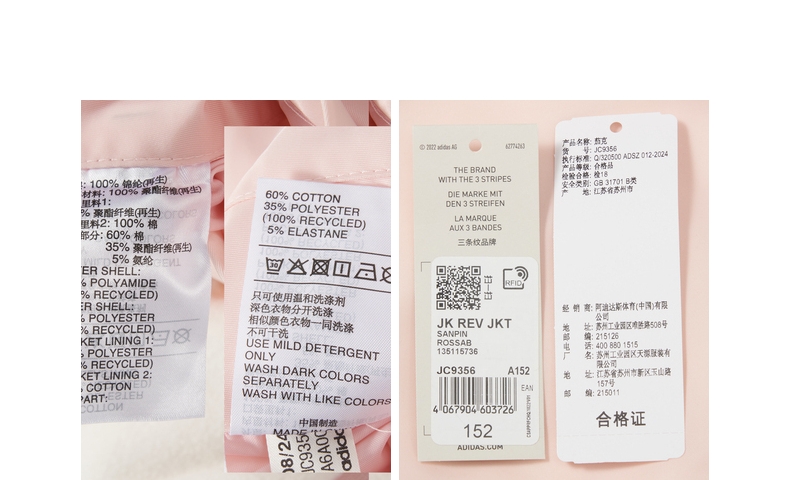 : 100% 锦纶(再生)
材料: 100% 聚酯纤维(再生)
里料1:
% 聚酯纤维(再生)
里料2: 100% 棉
部分: 60% 棉
35% 聚酯纤维(再生)
5% 氨纶
ER SHELL:
% POLYAMIDE
% RECYCLED)
ER SHELL:
% POLYESTER
% RECYCLED)
KET LINING 1:
% POLYESTER
% RECYCLED)
KET LINING 2:
% COTTON
PART:
COTTON
60% COTTON
35% POLYESTER
(100% RECYCLED)
5% ELASTANE
30
只可使用温和洗涤剂
深色衣物分开洗涤
相似颜色衣物一同洗涤
不可干洗
USE MILD DETERGENT
ONLY
WASH DARK COLORS
SEPARATELY
WASH WITH LIKE COLORS
中国制造
08/24
JC935
A6A0
adidas
© 2022 adidas AG 62774263
THE BRAND
WITH THE 3 STRIPES
DIE MARKE MIT
DEN 3 STREIFEN
LA MARQUE
AUX 3 BANDES
三条纹品牌
RFID
JK REV JKT
SANPIN
ROSSAB
135115736
JC9356 A152
EAN
4 067904 603726
152
ADIDAS.COM
产品名称: 茄克
货 号: JC9356
执行标准: Q/320500 ADSZ 012-2024
产品等级: 合格品
检验合格: 检18
安全类别: GB 31701 B类
产 地: 江苏省苏州市
经 销 商: 阿迪达斯体育(中国)有限
公司
地 址: 苏州工业园区唯胜路508号
邮 编: 215126
电 话: 400 880 1515
厂 名: 苏州工业园区天源服装有
限公司
地 址: 江苏省苏州市新区玉山路
157号
邮 编: 215011
合格证